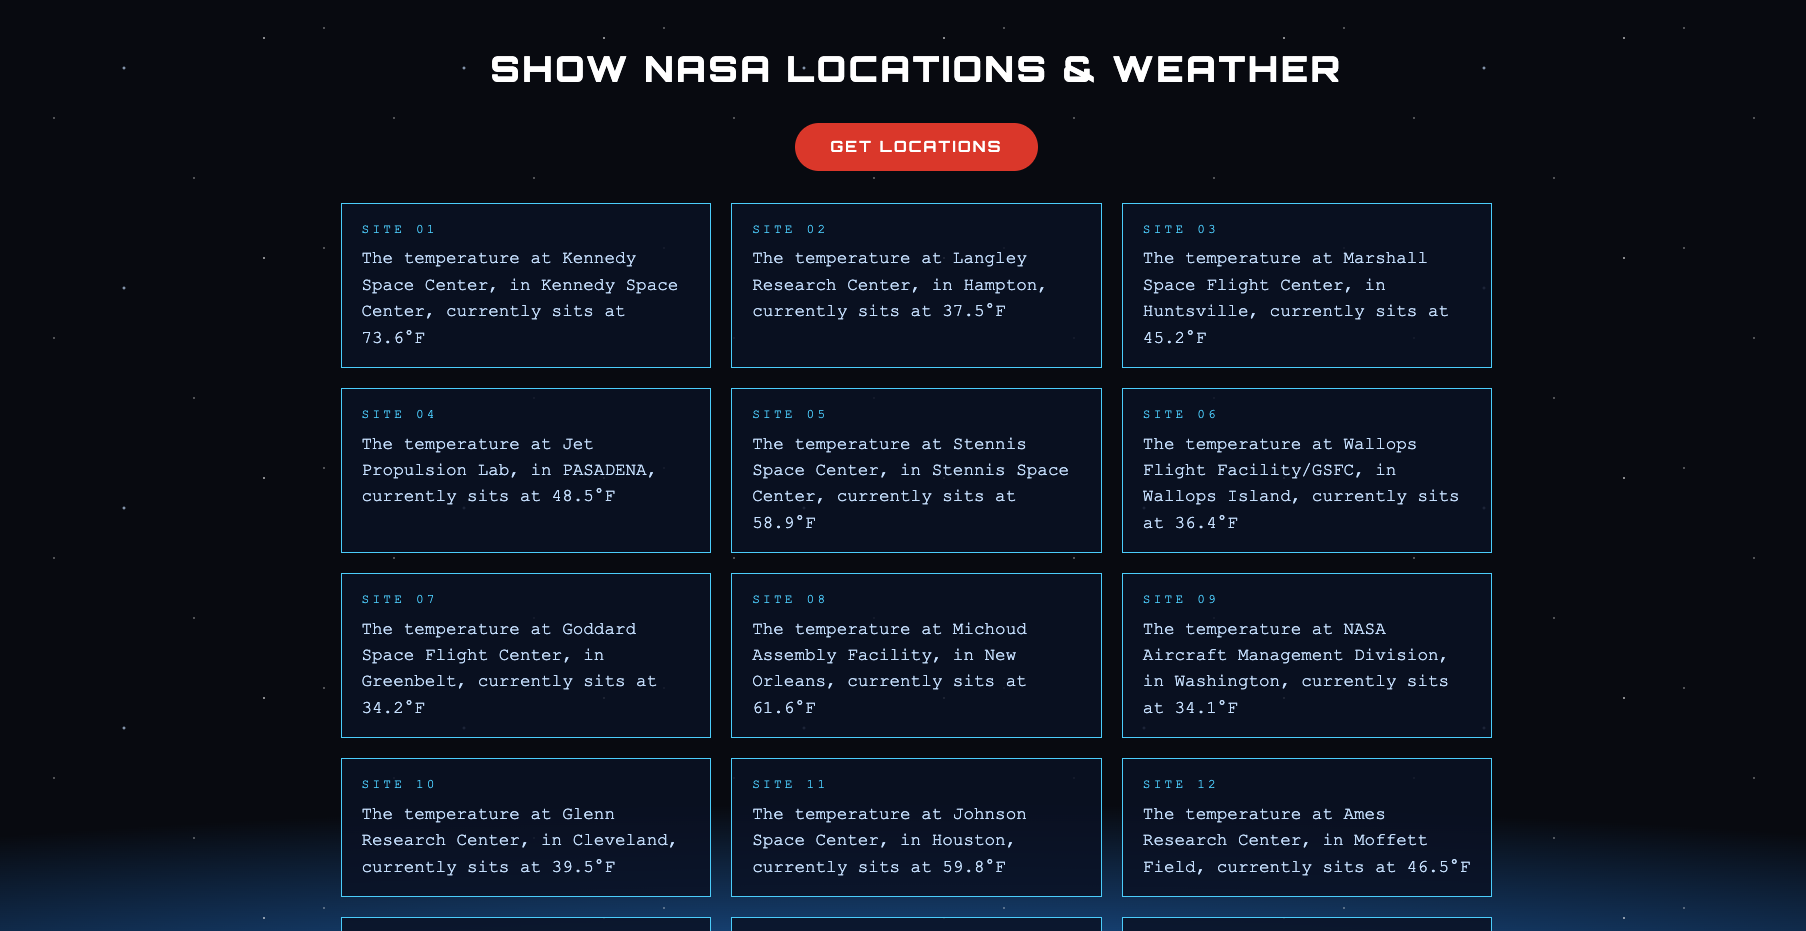 SHOW NASA LOCATIONS & WEATHER
GET LOCATIONS
SITE 01
The temperature at Kennedy
Space Center, in Kennedy Space
Center, currently sits at
73.6°F
SITE 02
The temperature at Langley
Research Center, in Hampton,
currently sits at 37.5°F
SITE 03
The temperature at Marshall
Space Flight Center, in
Huntsville, currently sits at
45.2°F
SITE 04
The temperature at Jet
Propulsion Lab, in PASADENA,
currently sits at 48.5°F
SITE 05
The temperature at Stennis
Space Center, in Stennis Space
Center, currently sits at
58.9°F
SITE 06
The temperature at Wallops
Flight Facility/GSFC, in
Wallops Island, currently sits
at 36.4°F
SITE 07
The temperature at Goddard
Space Flight Center, in
Greenbelt, currently sits at
34.2°F
SITE 08
The temperature at Michoud
Assembly Facility, in New
Orleans, currently sits at
61.6°F
SITE 09
The temperature at NASA
Aircraft Management Division,
in Washington, currently sits
at 34.1°F
SITE 10
The temperature at Glenn
Research Center, in Cleveland,
currently sits at 39.5°F
SITE 11
The temperature at Johnson
Space Center, in Houston,
currently sits at 59.8°F
SITE 12
The temperature at Ames
Research Center, in Moffett
Field, currently sits at 46.5°F